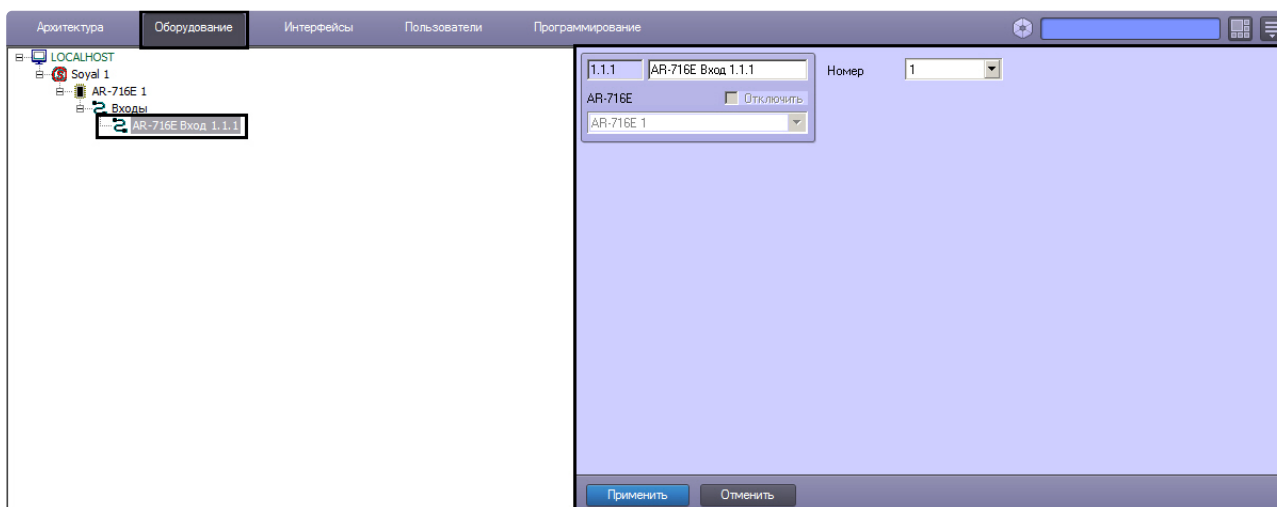 Архитектура Оборудование Интерфейсы Пользователи Программирование
LOCALHOST
Soyal 1
AR-716E 1
Входы
AR-716E Вход 1.1.1
1.1.1 AR-716E Вход 1.1.1 Номер 1
AR-716E Отключить
AR-716E 1
Применить Отменить